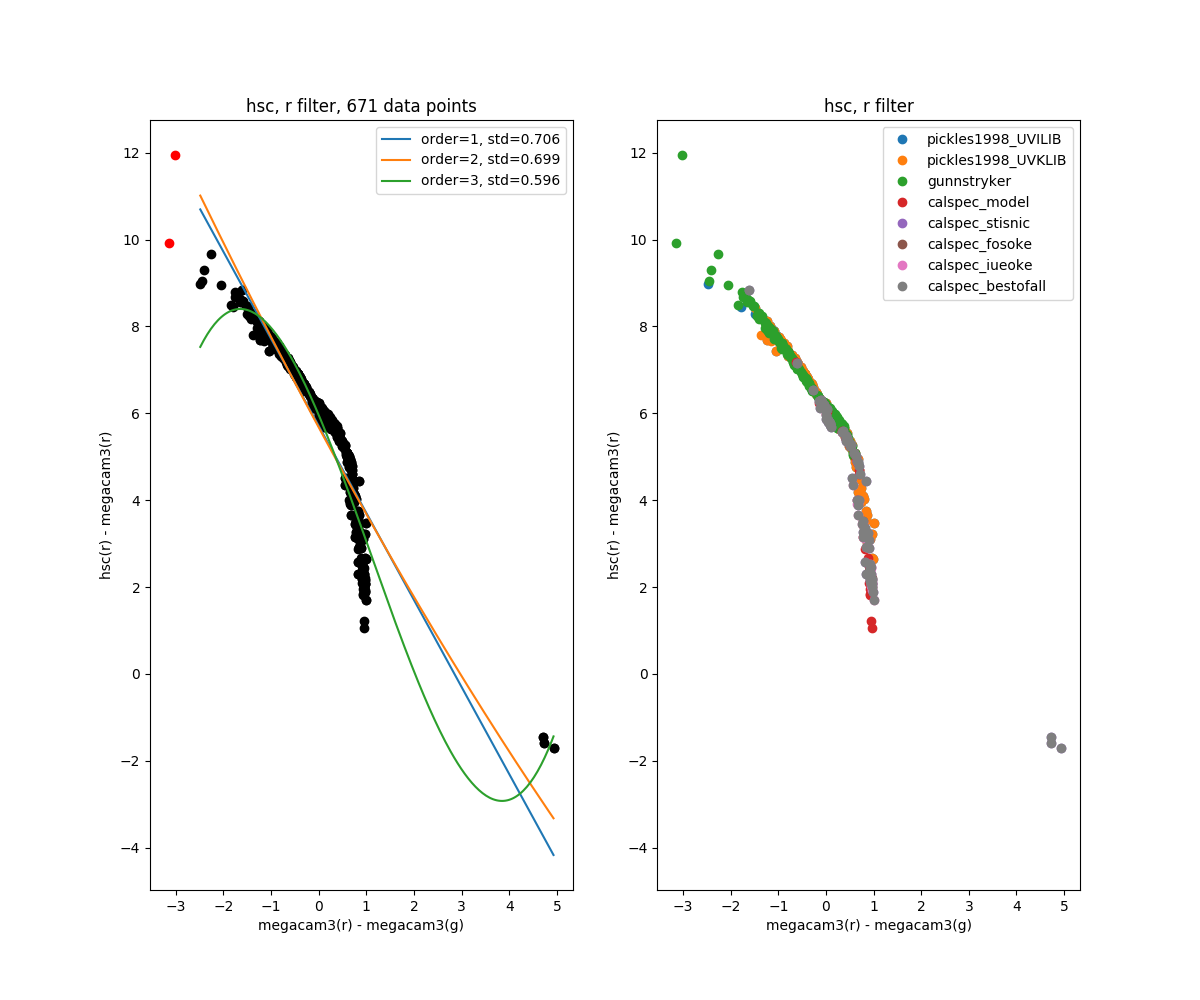 hsc, r filter, 671 data points
order=1, std=0.706
order=2, std=0.699
order=3, std=0.596
12
10
8
6
4
2
0
−2
−4
hsc(r) - megacam3(r)
−3 −2 −1 0 1 2 3 4 5
megacam3(r) - megacam3(g)
hsc, r filter
pickles1998_UVILIB
pickles1998_UVKLIB
gunnstryker
calspec_model
calspec_stisnic
calspec_fosoke
calspec_iueoke
calspec_bestofall
12
10
8
6
4
2
0
−2
−4
hsc(r) - megacam3(r)
−3 −2 −1 0 1 2 3 4 5
megacam3(r) - megacam3(g)